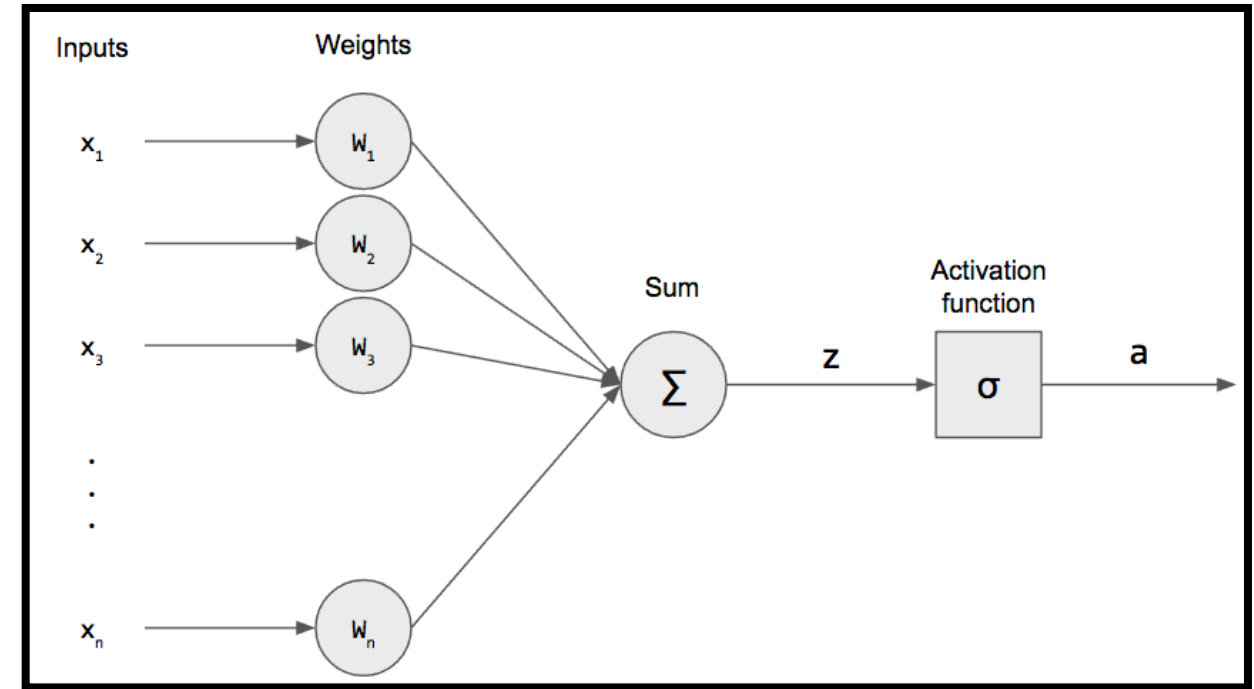 Inputs
Weights
x₁
W₁
x₂
W₂
x₃
W₃
.
.
.
xₙ
Wₙ
Sum
Σ
z
Activation
function
σ
a